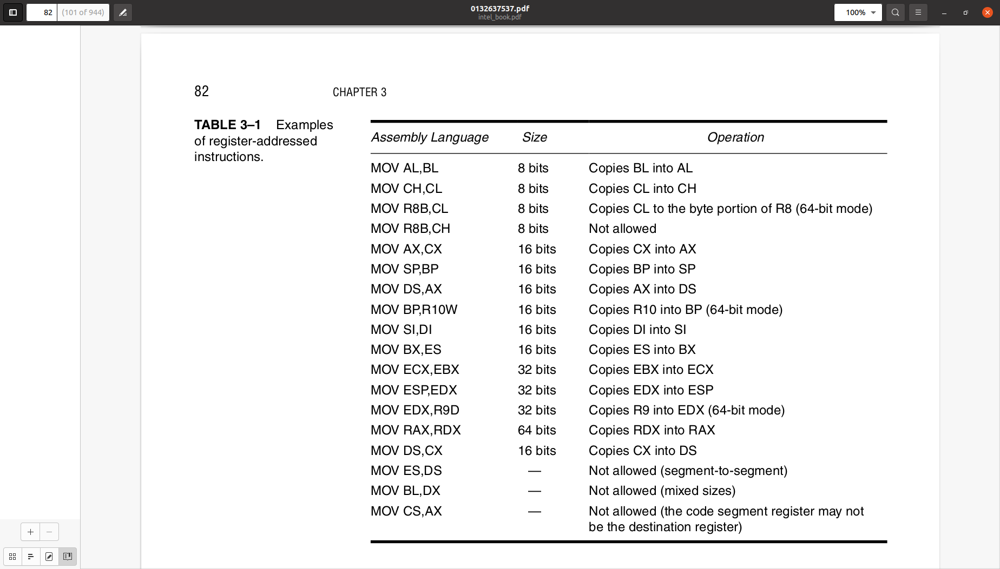 82 (101 of 944) 0132637537.pdf 100%
intel_book.pdf
82 CHAPTER 3
TABLE 3–1 Examples
of register-addressed
instructions.
Assembly Language Size Operation
MOV AL,BL 8 bits Copies BL into AL
MOV CH,CL 8 bits Copies CL into CH
MOV R8B,CL 8 bits Copies CL to the byte portion of R8 (64-bit mode)
MOV R8B,CH 8 bits Not allowed
MOV AX,CX 16 bits Copies CX into AX
MOV SP,BP 16 bits Copies BP into SP
MOV DS,AX 16 bits Copies AX into DS
MOV BP,R10W 16 bits Copies R10 into BP (64-bit mode)
MOV SI,DI 16 bits Copies DI into SI
MOV BX,ES 16 bits Copies ES into BX
MOV ECX,EBX 32 bits Copies EBX into ECX
MOV ESP,EDX 32 bits Copies EDX into ESP
MOV EDX,R9D 32 bits Copies R9 into EDX (64-bit mode)
MOV RAX,RDX 64 bits Copies RDX into RAX
MOV DS,CX 16 bits Copies CX into DS
MOV ES,DS — Not allowed (segment-to-segment)
MOV BL,DX — Not allowed (mixed sizes)
MOV CS,AX — Not allowed (the code segment register may not
be the destination register)